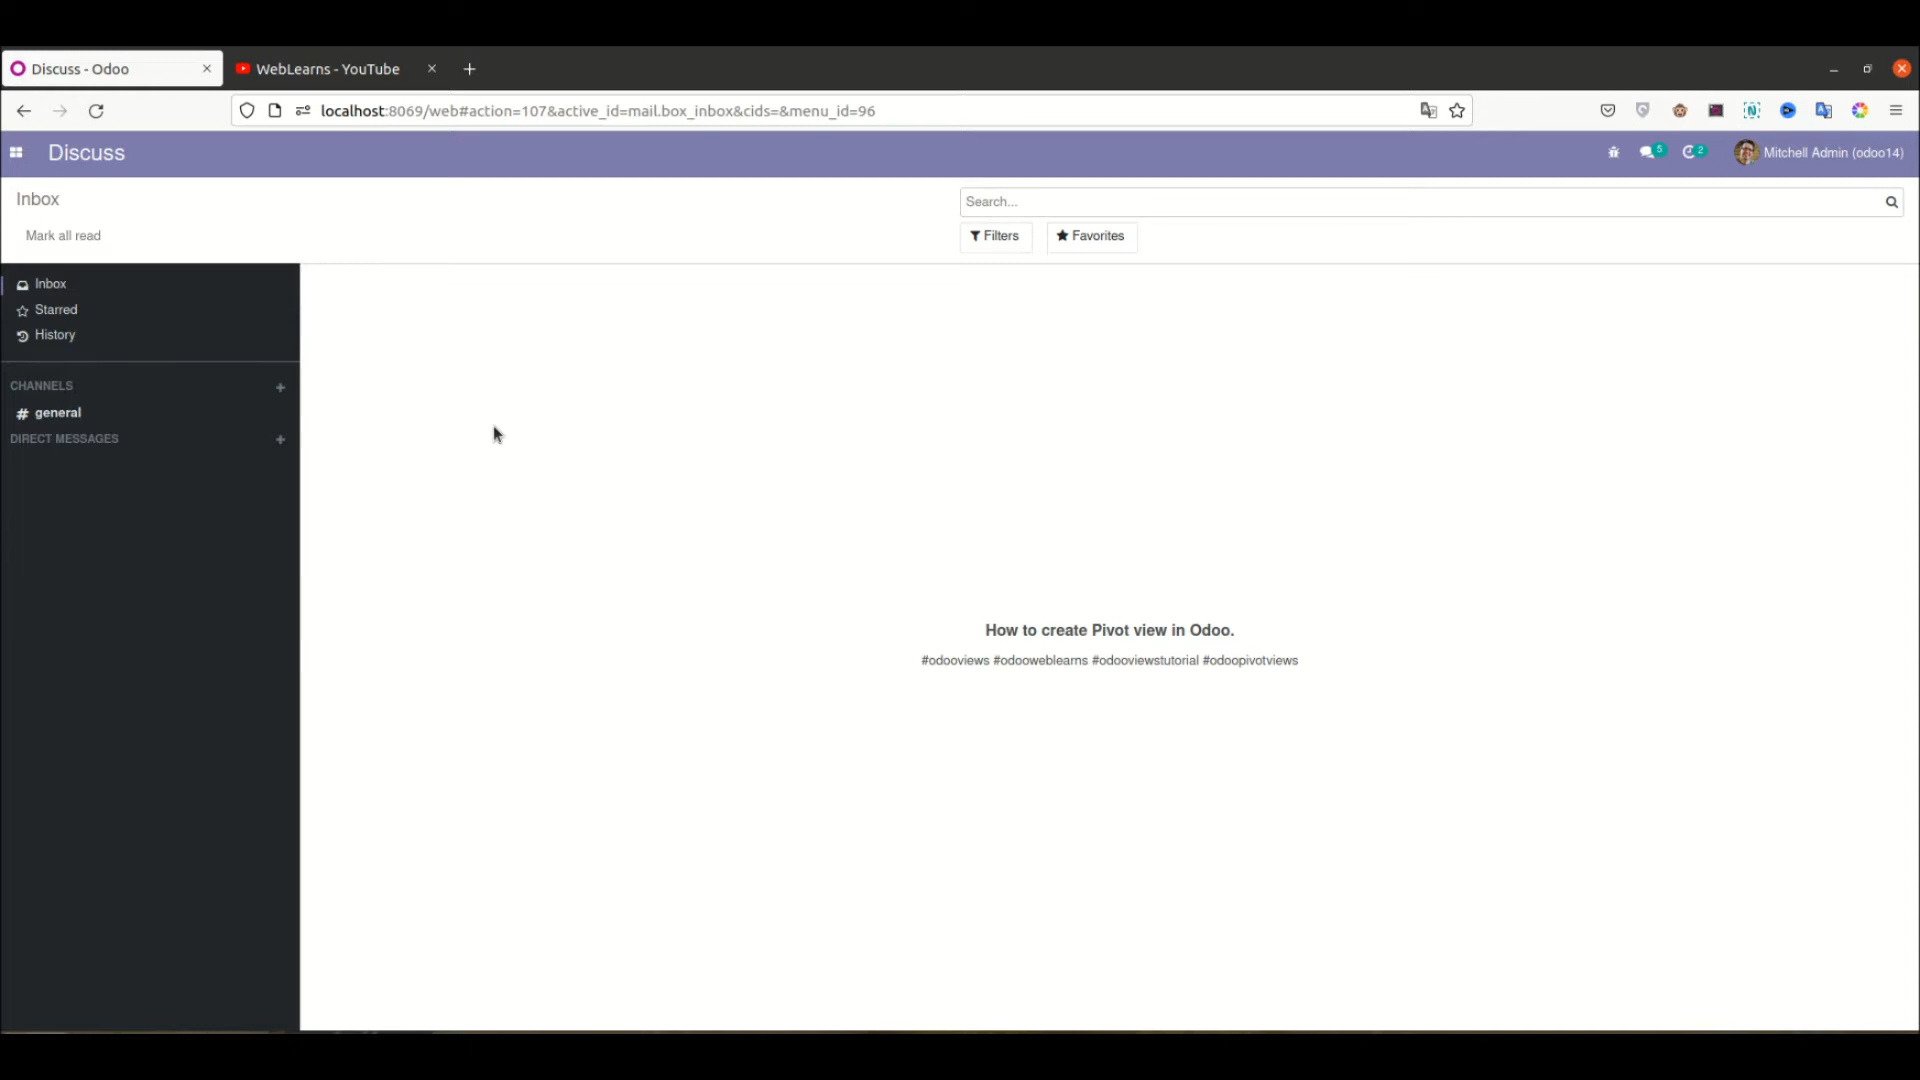 Discuss - Odoo
WebLearns - YouTube
localhost:8069/web#action=107&active_id=mail.box_inbox&cids=&menu_id=96
Discuss
5
2
Mitchell Admin (odoo14)
Inbox
Search...
Mark all read
Filters
Favorites
Inbox
Starred
History
CHANNELS
# general
DIRECT MESSAGES
How to create Pivot view in Odoo.
#odooviews #odooweblearns #odooviewstutorial #odoopivotviews